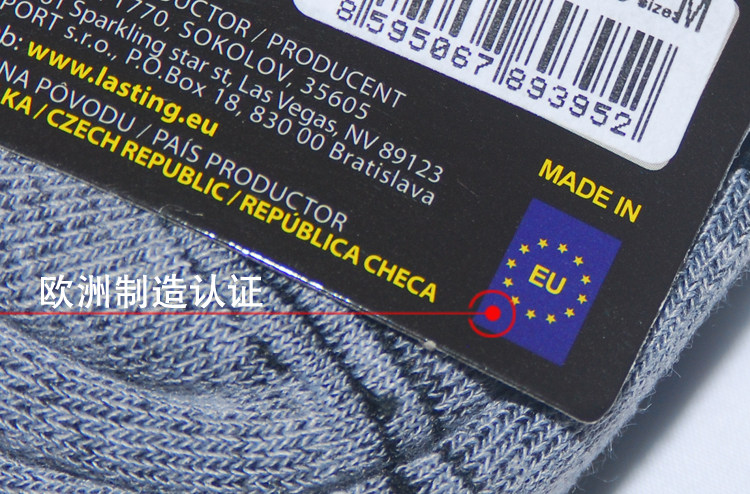 size: M
8 595067 893952
DUCTOR / PRODUCENT
1770, SOKOLOV, 35605
Sparkling star st, Las Vegas, NV 89123
PORT s.r.o., P.O.Box 18, 830 00 Bratislava
b: www.lasting.eu
NA PÔVODU / PAÍS PRODUCTOR
KA / CZECH REPUBLIC / REPÚBLICA CHECA
MADE IN
EU
欧洲制造认证